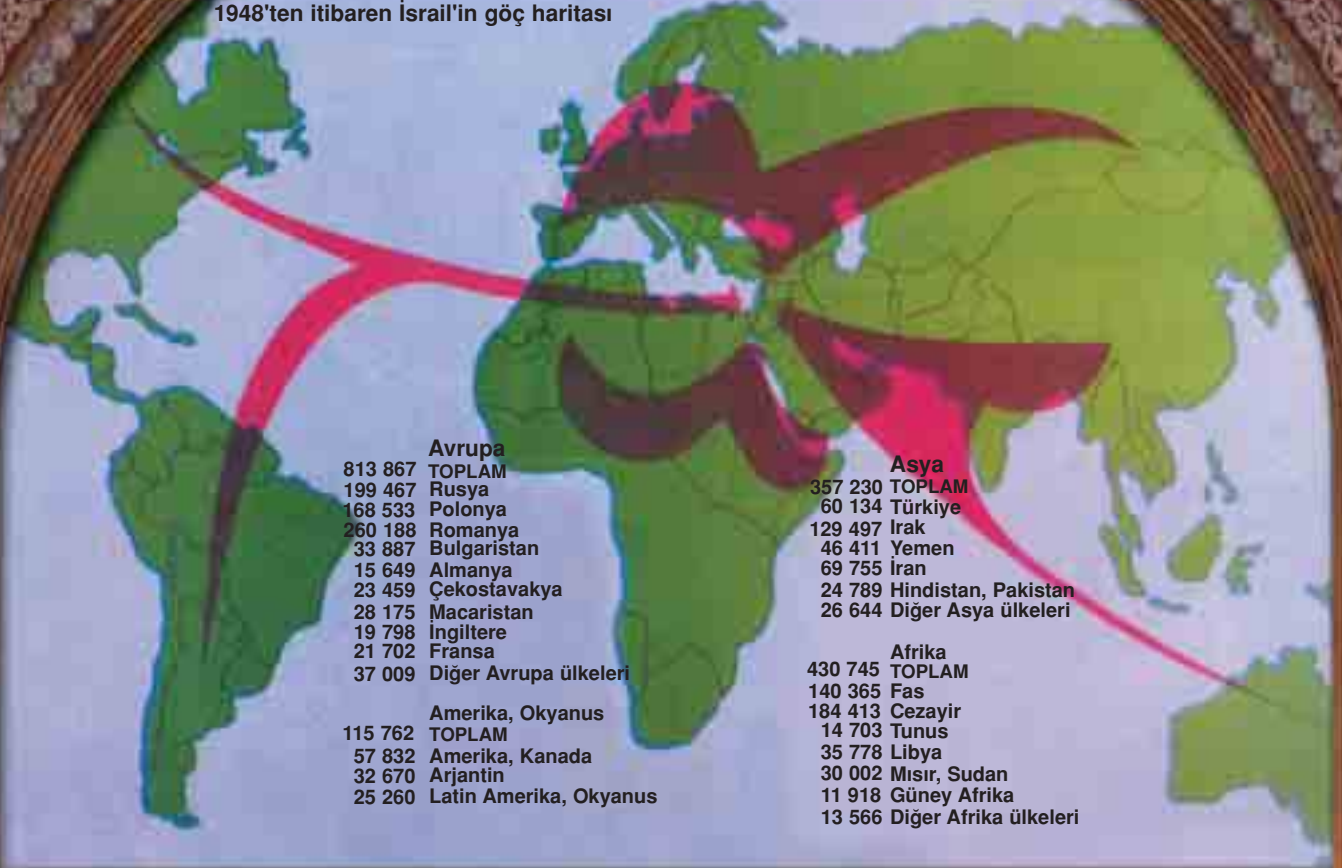 1948'ten itibaren İsrail'in göç haritası
Avrupa
813 867 TOPLAM
199 467 Rusya
168 533 Polonya
260 188 Romanya
33 887 Bulgaristan
15 649 Almanya
23 459 Çekostavakya
28 175 Macaristan
19 798 İngiltere
21 702 Fransa
37 009 Diğer Avrupa ülkeleri
Amerika, Okyanus
115 762 TOPLAM
57 832 Amerika, Kanada
32 670 Arjantin
25 260 Latin Amerika, Okyanus
Asya
357 230 TOPLAM
60 134 Türkiye
129 497 Irak
46 411 Yemen
69 755 İran
24 789 Hindistan, Pakistan
26 644 Diğer Asya ülkeleri
Afrika
430 745 TOPLAM
140 365 Fas
184 413 Cezayir
14 703 Tunus
35 778 Libya
30 002 Mısır, Sudan
11 918 Güney Afrika
13 566 Diğer Afrika ülkeleri